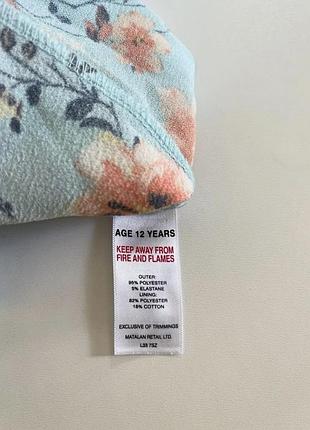 AGE 12 YEARS
KEEP AWAY FROM
FIRE AND FLAMES
OUTER:
95% POLYESTER
5% ELASTANE
LINING:
82% POLYESTER
18% COTTON
EXCLUSIVE OF TRIMMINGS
MATALAN RETAIL LTD.
L33 7SZ